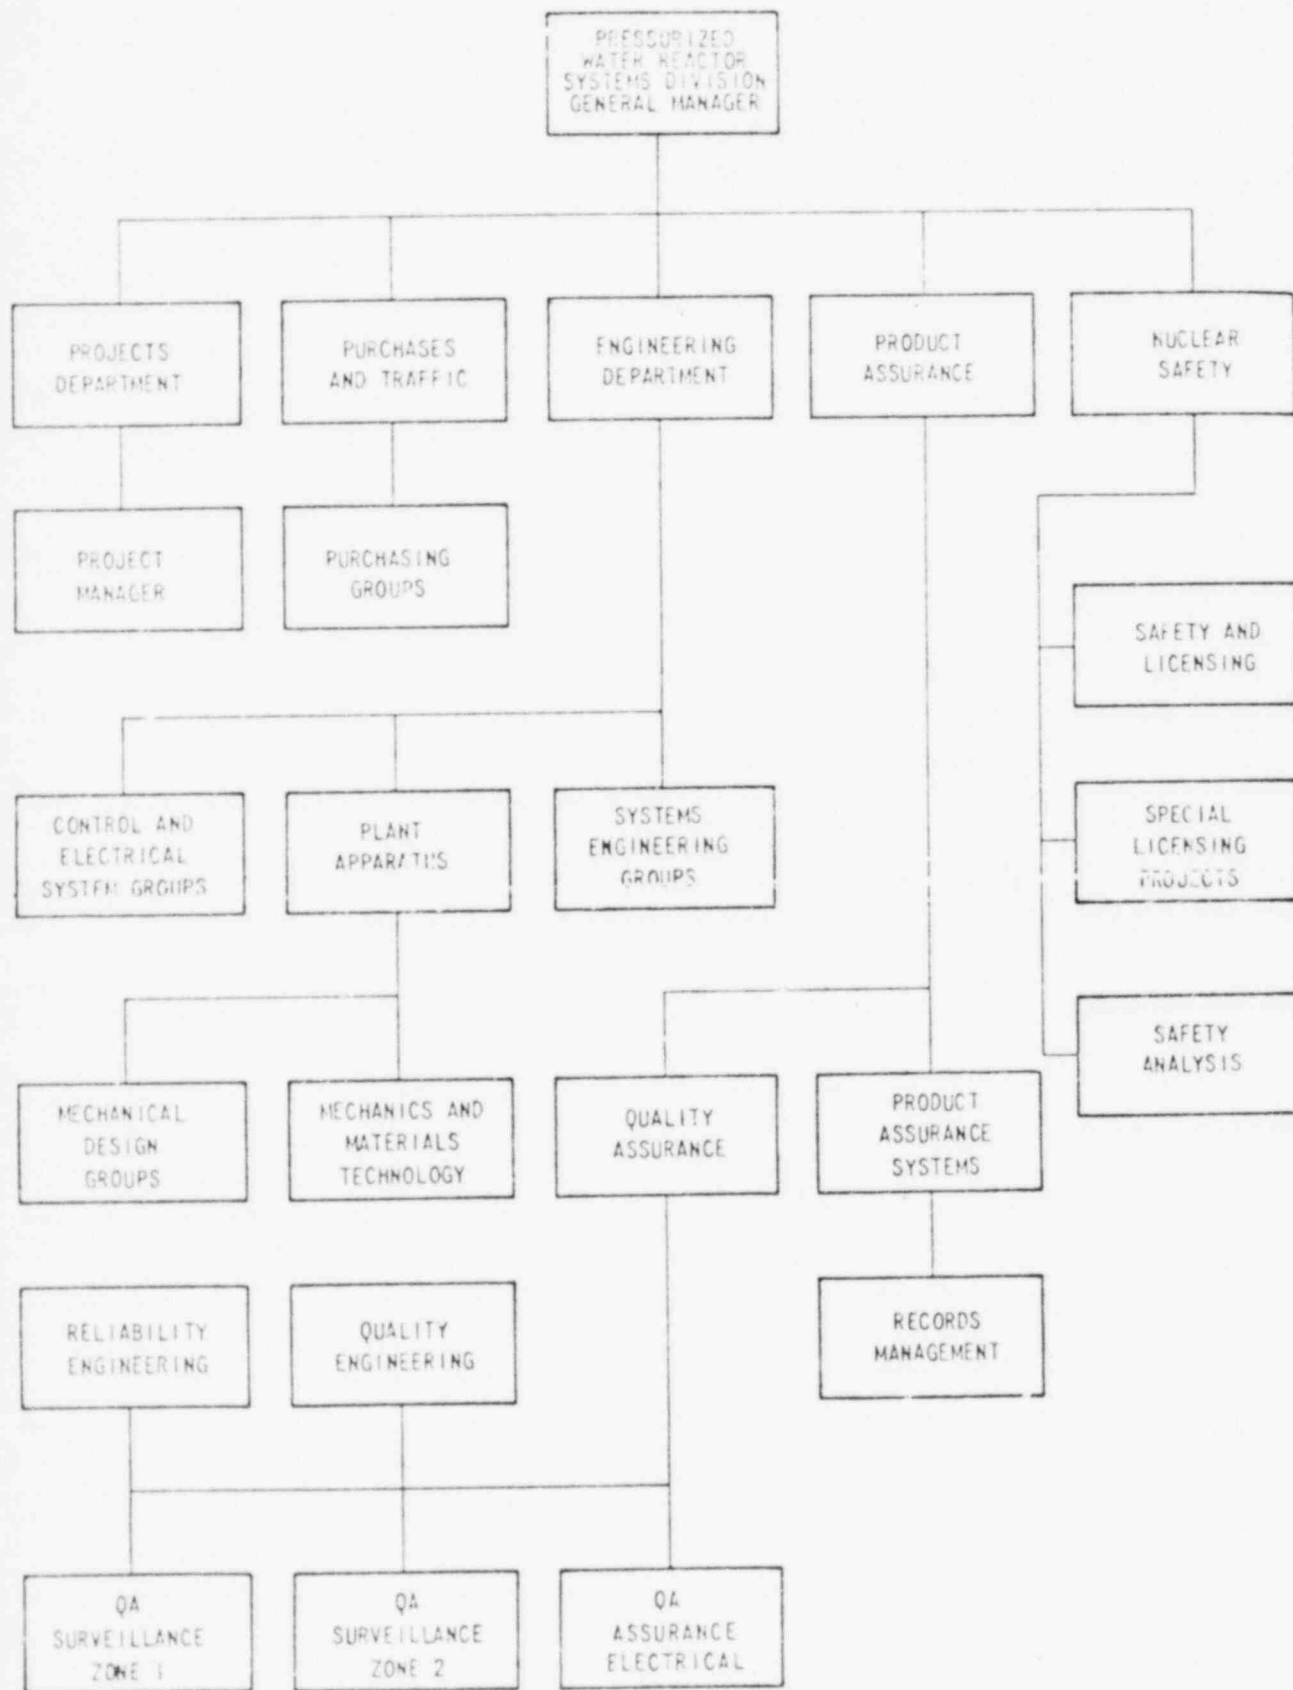 PRESSURIZED
WATER REACTOR
SYSTEMS DIVISION
GENERAL MANAGER
PROJECTS
DEPARTMENT
PURCHASES
AND TRAFFIC
ENGINEERING
DEPARTMENT
PRODUCT
ASSURANCE
NUCLEAR
SAFETY
PROJECT
MANAGER
PURCHASING
GROUPS
SAFETY AND
LICENSING
CONTROL AND
ELECTRICAL
SYSTEM GROUPS
PLANT
APPARATUS
SYSTEMS
ENGINEERING
GROUPS
SPECIAL
LICENSING
PROJECTS
SAFETY
ANALYSIS
MECHANICAL
DESIGN
GROUPS
MECHANICS AND
MATERIALS
TECHNOLOGY
QUALITY
ASSURANCE
PRODUCT
ASSURANCE
SYSTEMS
RELIABILITY
ENGINEERING
QUALITY
ENGINEERING
RECORDS
MANAGEMENT
QA
SURVEILLANCE
ZONE 1
QA
SURVEILLANCE
ZONE 2
QA
ASSURANCE
ELECTRICAL